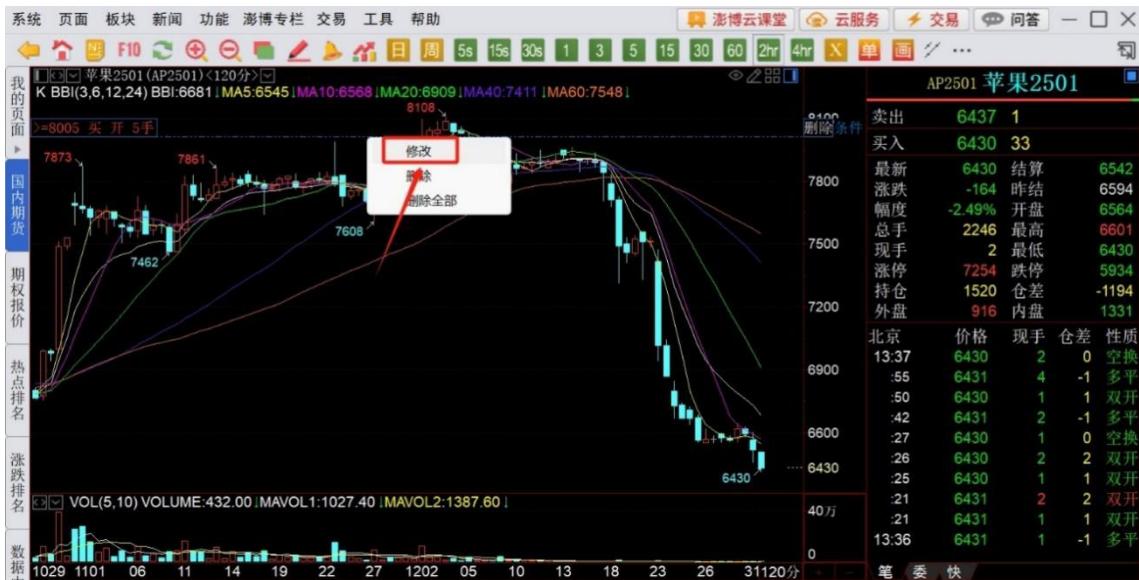 系统 页面 板块 新闻 功能 澎博专栏 交易 工具 帮助 澎博云课堂 云服务 交易 问答
F10 日 周 5s 15s 30s 1 3 5 15 30 60 2hr 4hr X 单 画
我的页面
国内期货
期权报价
热点排名
涨跌排名
数据
苹果2501(AP2501)<120分>
K BBI(3,6,12,24) BBI:6681↓MA5:6545↓MA10:6568↓MA20:6909↓MA40:7411↓MA60:7548↓
>=8005 买 开 5手
删除条件
8108
7873
7861
7608
7462
6430
修改
删除
删除全部
8100
7800
7500
7200
6900
6600
6430
VOL(5,10) VOLUME:432.00↓MAVOL1:1027.40↓MAVOL2:1387.60↓
40万
0
1029 1101 06 11 14 19 22 27 1202 05 10 13 18 23 26 31 120分
AP2501 苹果2501
卖出 6437 1
买入 6430 33
最新 6430 结算 6542
涨跌 -164 昨结 6594
幅度 -2.49% 开盘 6564
总手 2246 最高 6601
现手 2 最低 6430
涨停 7254 跌停 5934
持仓 1520 仓差 -1194
外盘 916 内盘 1331
北京 价格 现手 仓差 性质
13:37 6430 2 0 空换
:55 6431 4 -1 多平
:50 6430 1 1 双开
:42 6431 2 -1 多平
:27 6430 1 0 空换
:26 6430 2 2 双开
:25 6430 1 1 双开
:21 6431 2 2 双开
:21 6431 1 1 双开
13:36 6431 1 -1 多平
笔 委 快